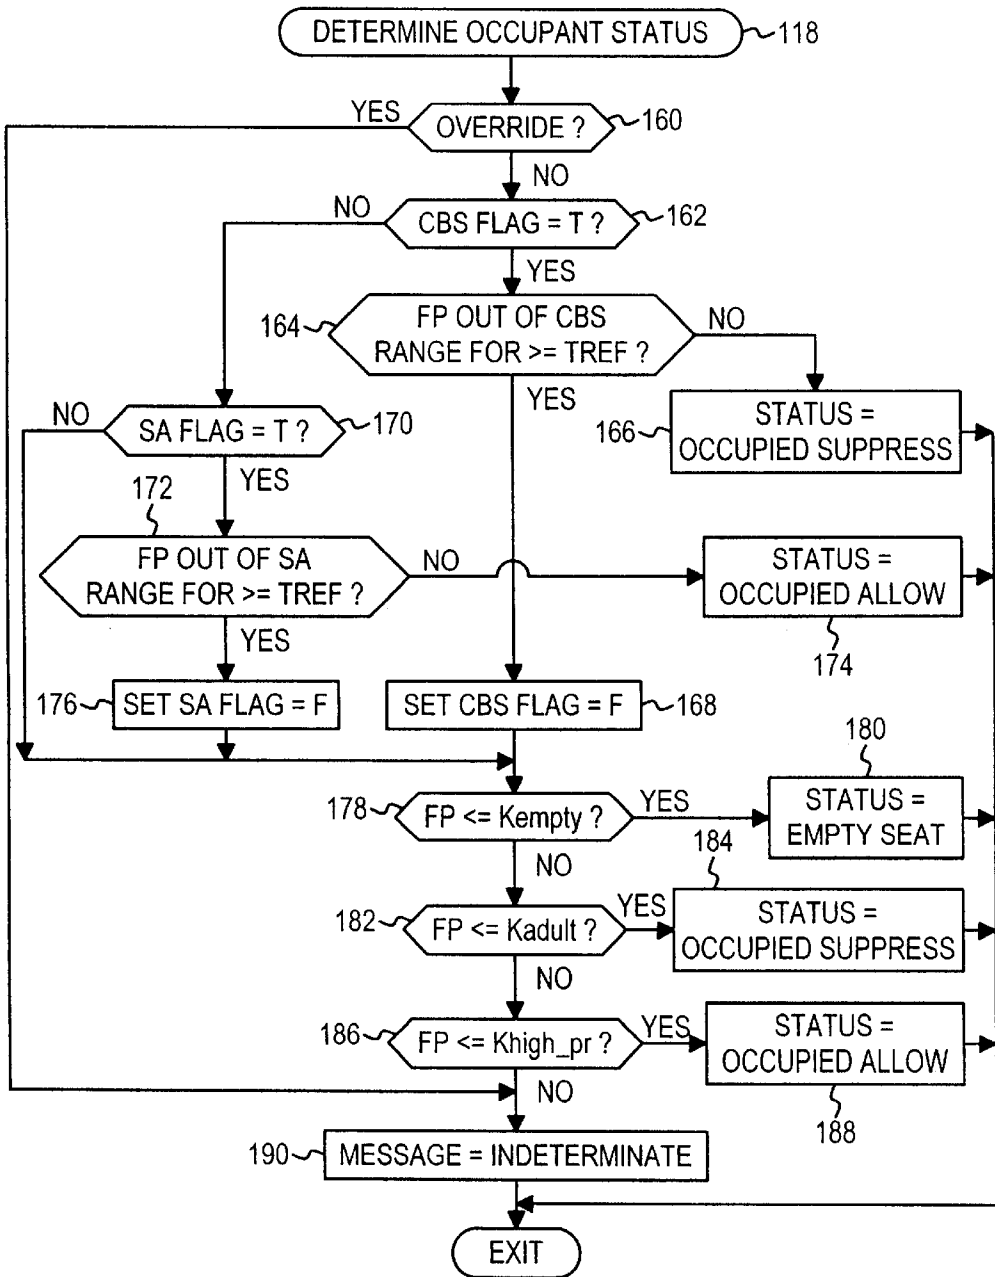 DETERMINE OCCUPANT STATUS
118
YES
OVERRIDE ?
160
NO
NO
CBS FLAG = T ?
162
YES
164
FP OUT OF CBS
RANGE FOR >= TREF ?
NO
YES
NO
SA FLAG = T ?
170
166
STATUS =
OCCUPIED SUPPRESS
YES
172
FP OUT OF SA
RANGE FOR >= TREF ?
NO
STATUS =
OCCUPIED ALLOW
174
YES
176
SET SA FLAG = F
SET CBS FLAG = F
168
180
178
FP <= Kempty ?
YES
STATUS =
EMPTY SEAT
NO
184
182
FP <= Kadult ?
YES
STATUS =
OCCUPIED SUPPRESS
NO
186
FP <= Khigh_pr ?
YES
STATUS =
OCCUPIED ALLOW
188
NO
190
MESSAGE = INDETERMINATE
EXIT